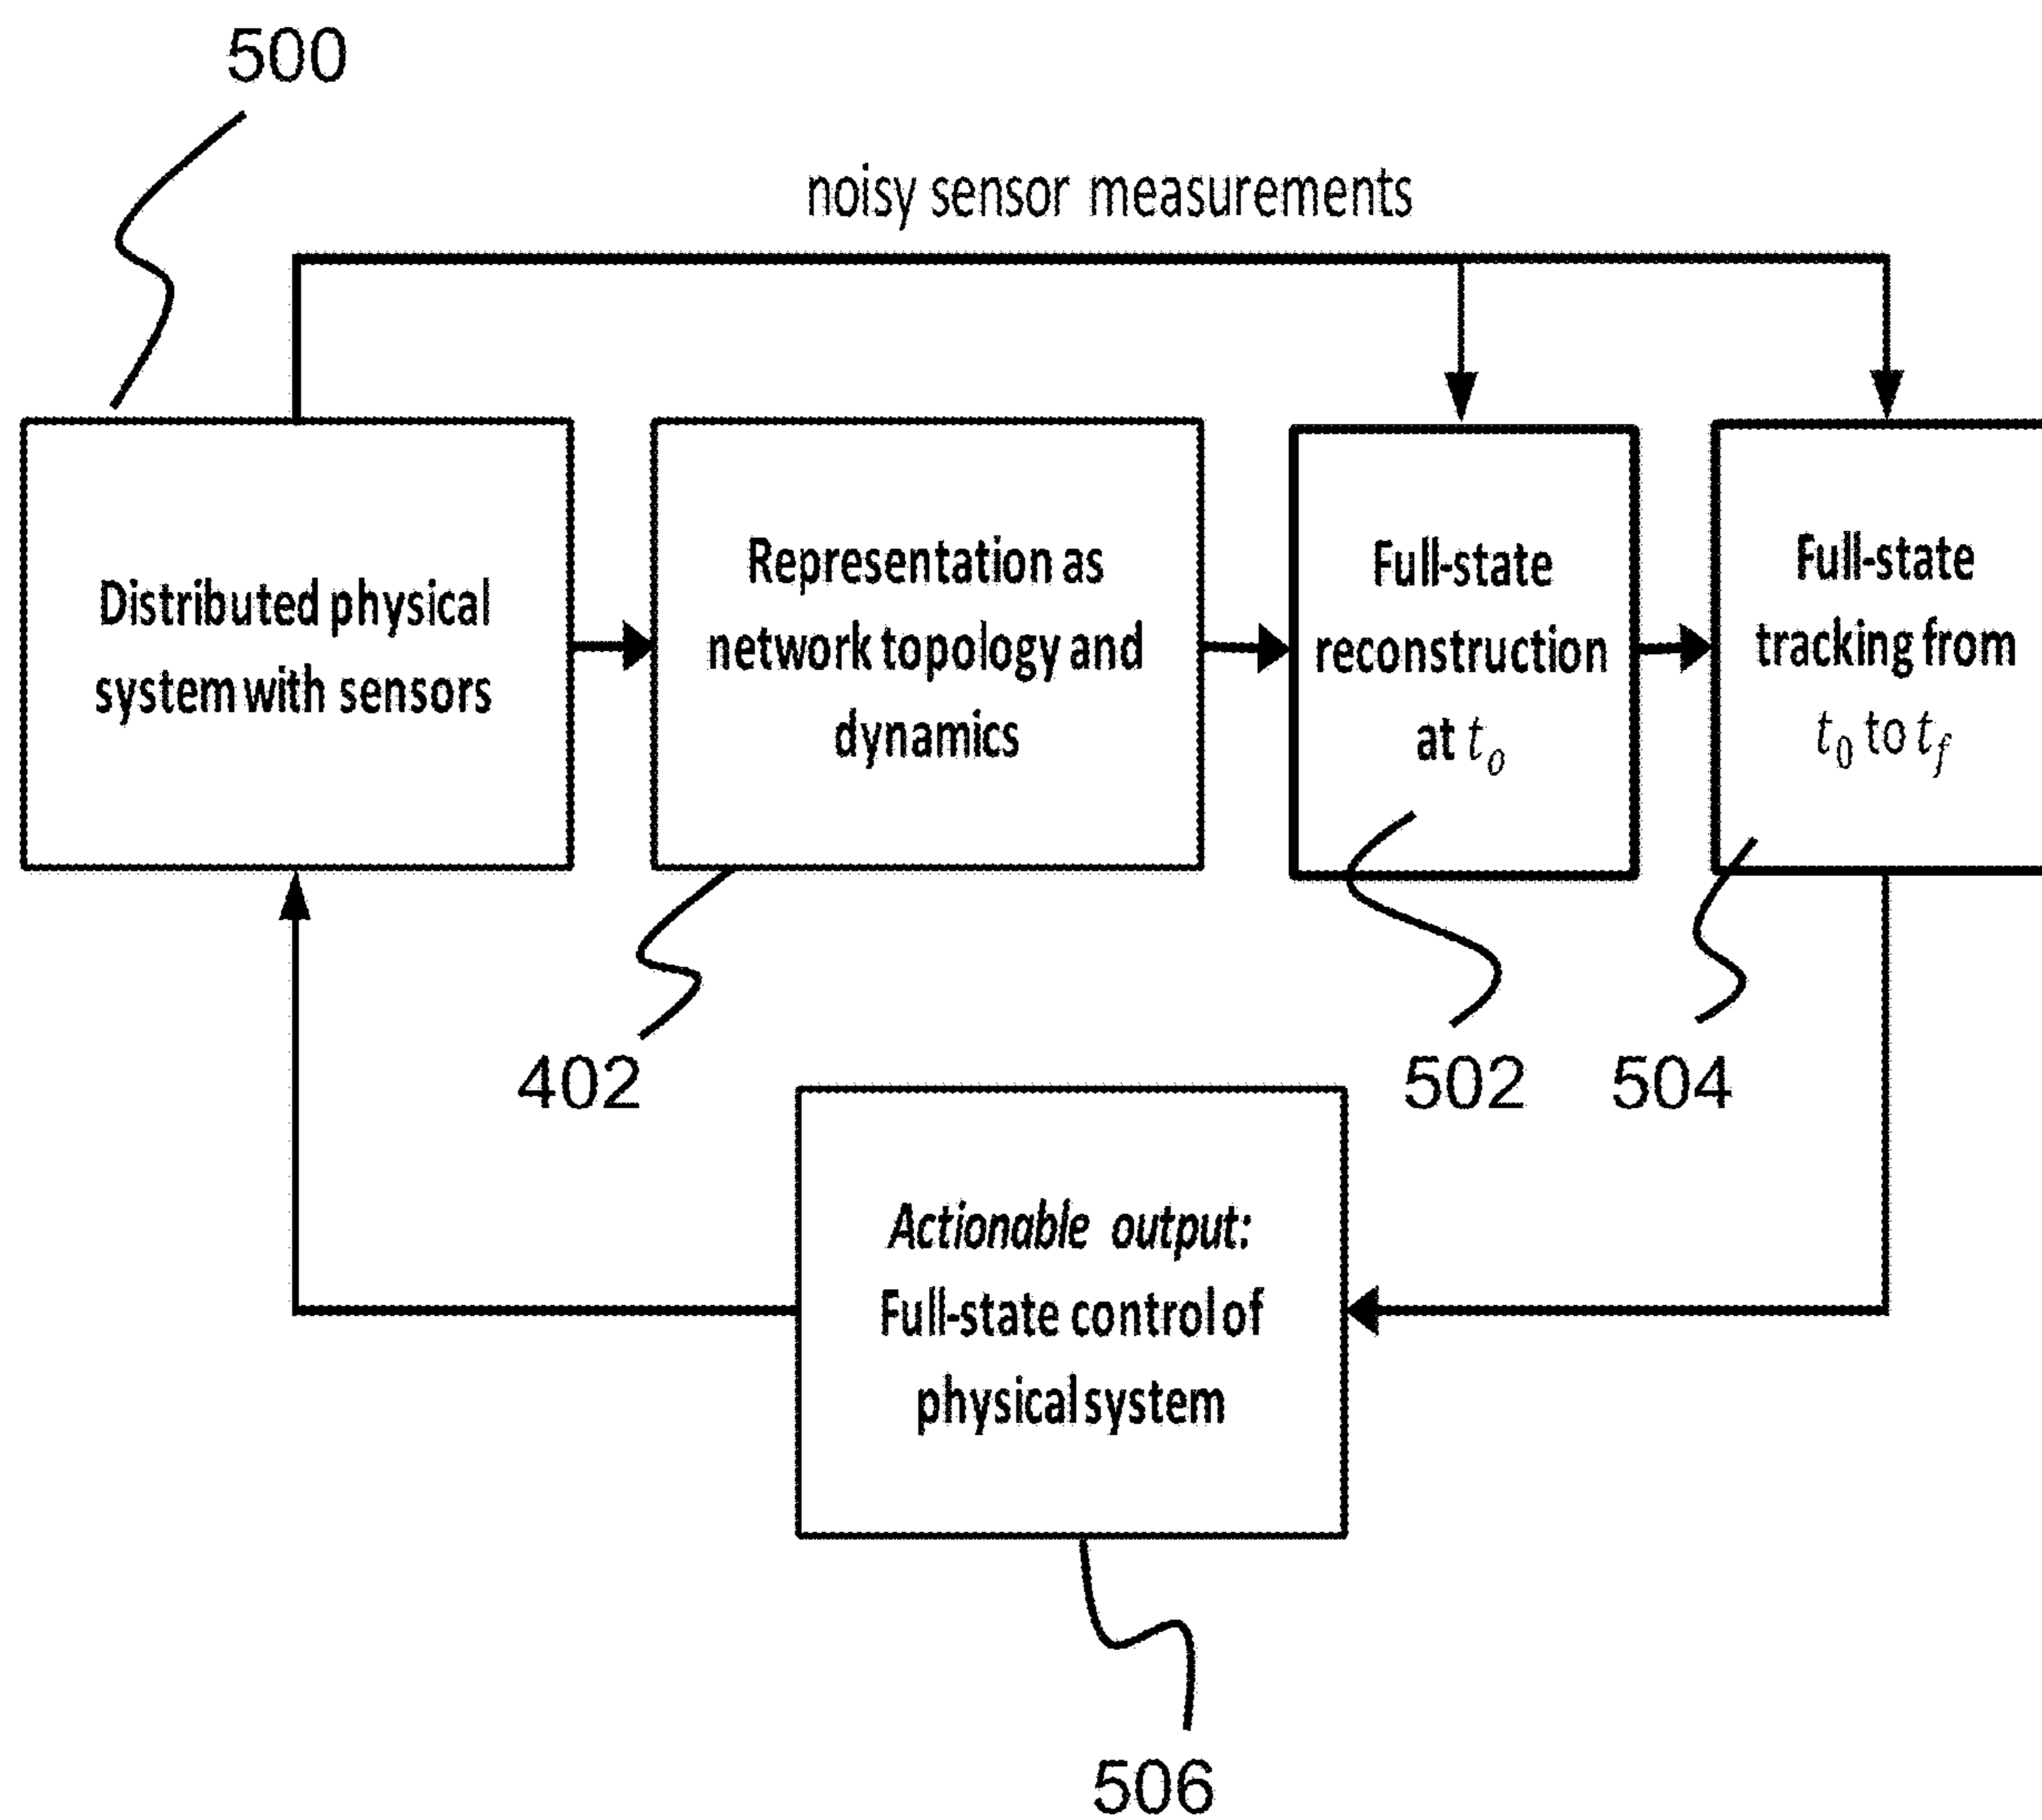 500
noisy sensor measurements
Distributed physical
system with sensors
Representation as
network topology and
dynamics
Full-state
reconstruction
at t₀
Full-state
tracking from
t₀ to t_f
402
502
504
Actionable output:
Full-state control of
physical system
506